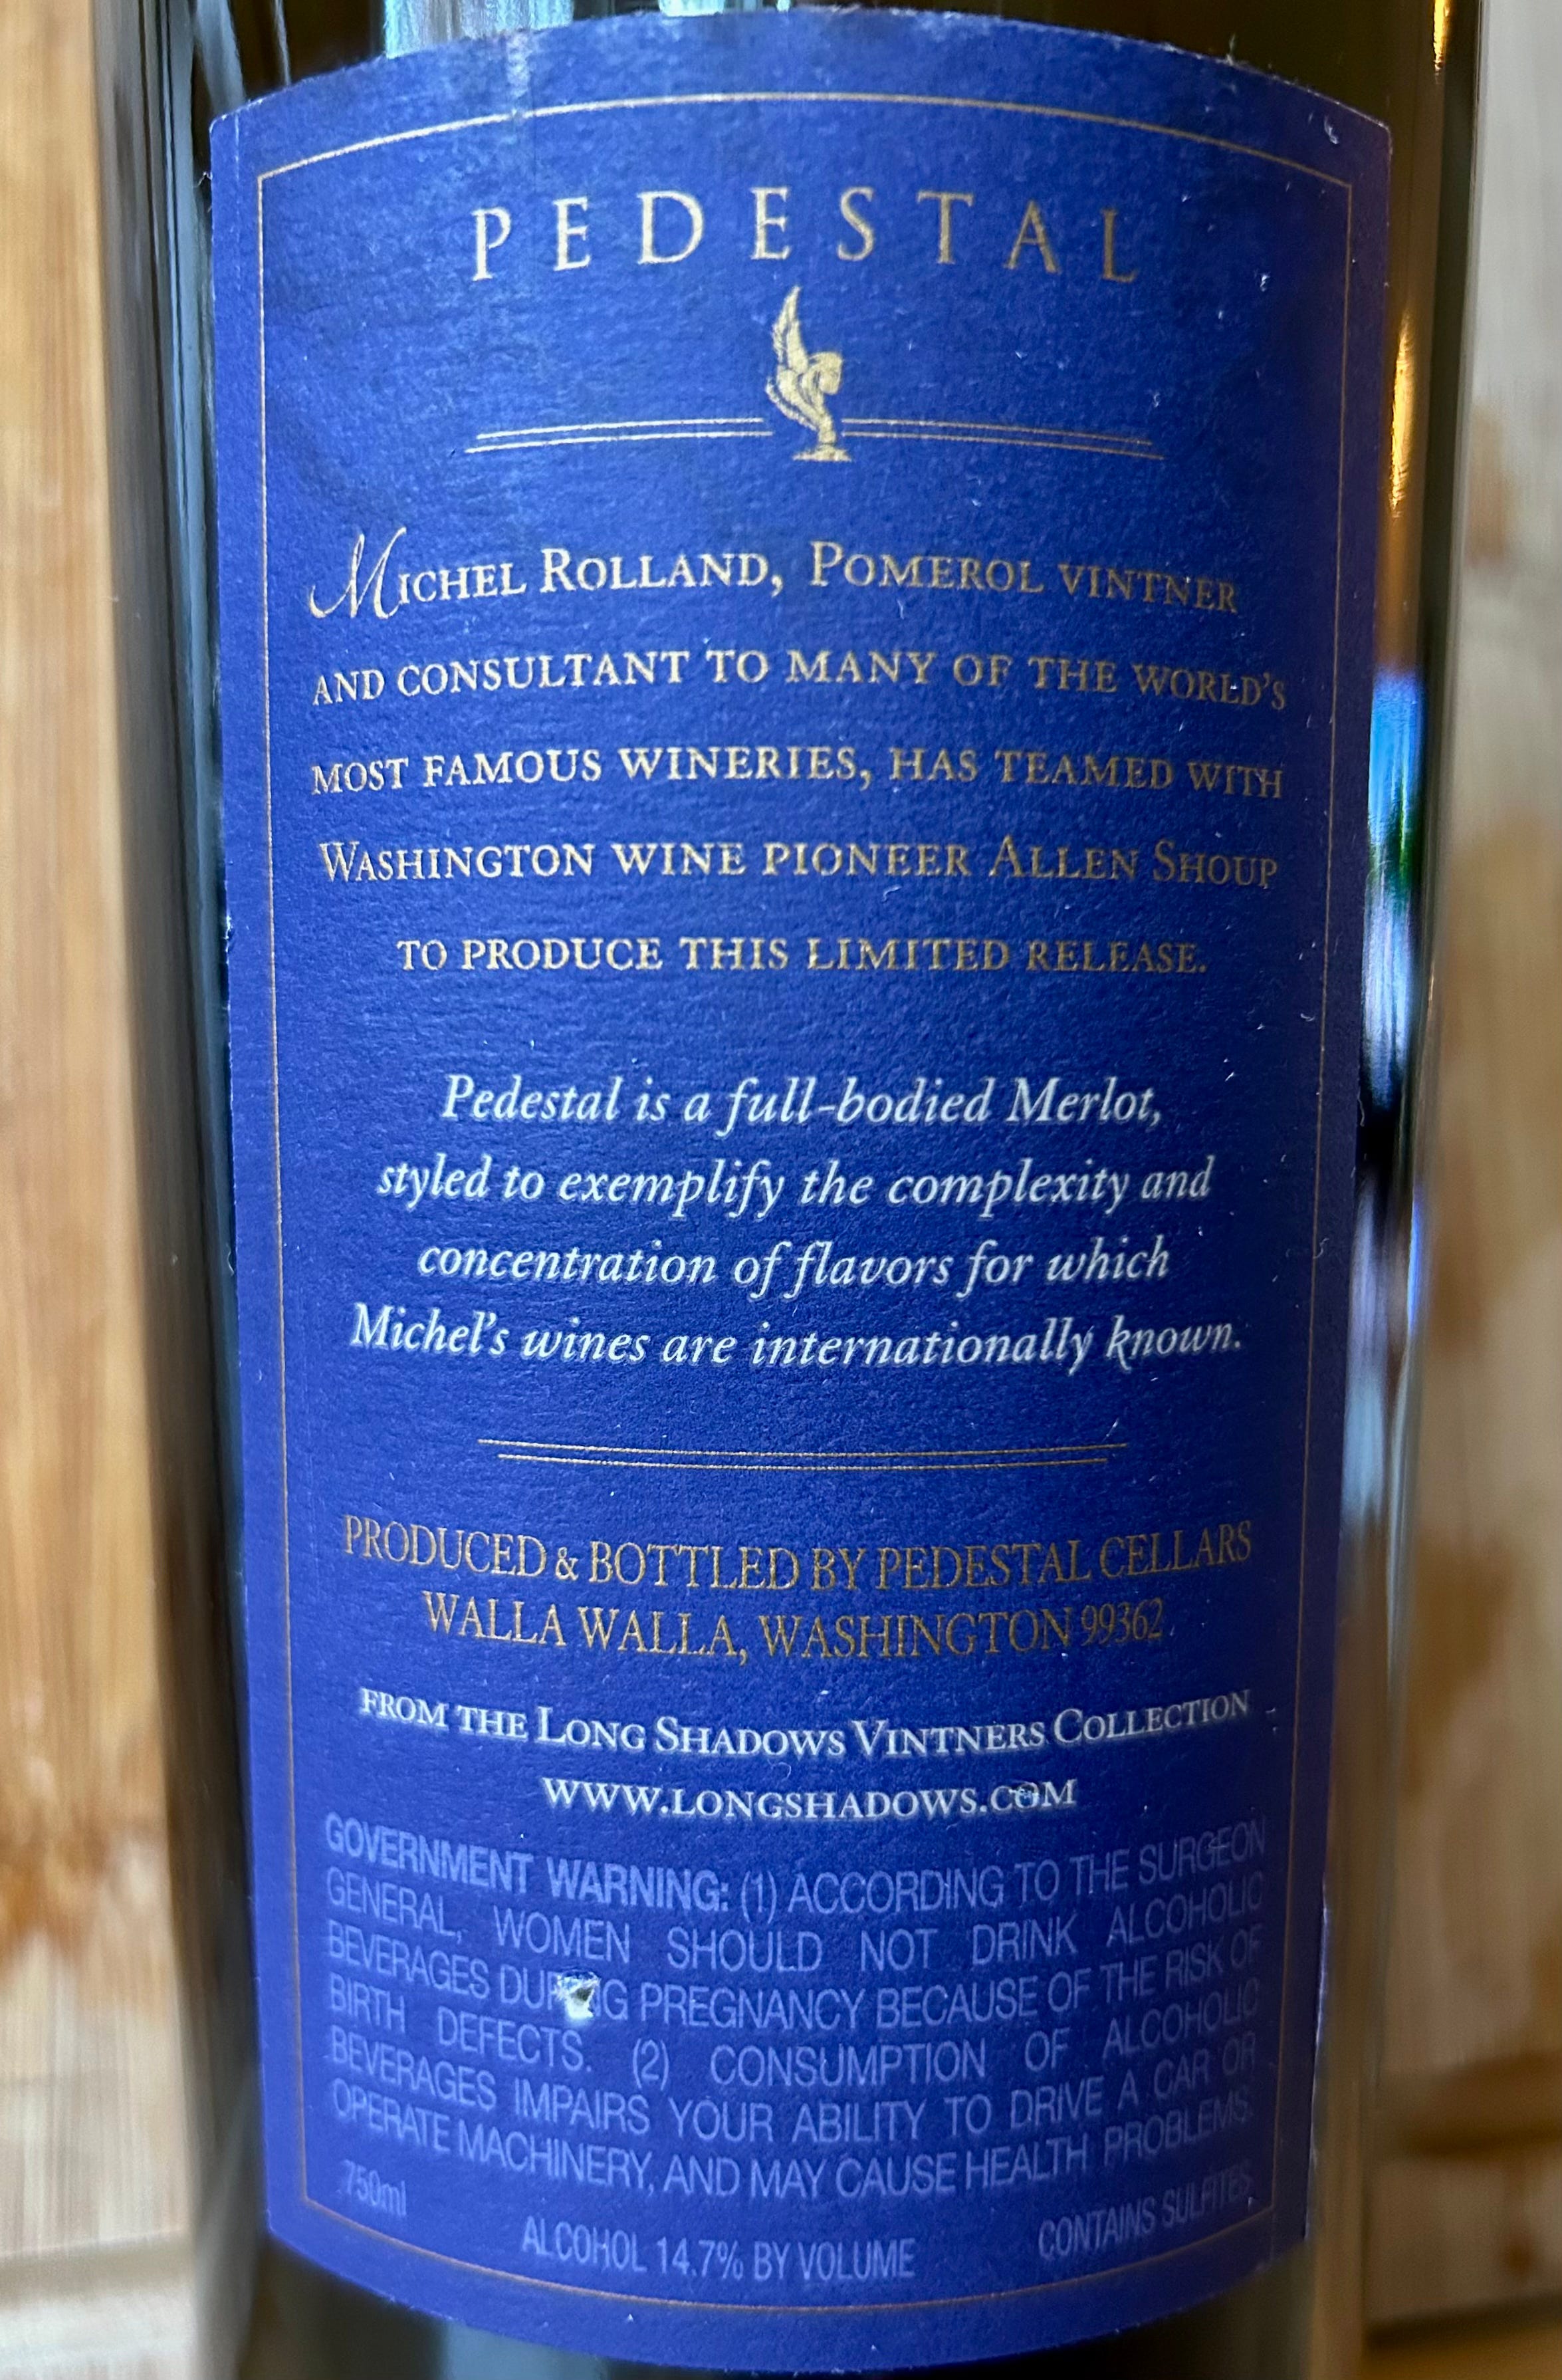 PEDESTAL
MICHEL ROLLAND, POMEROL VINTNER
AND CONSULTANT TO MANY OF THE WORLD'S
MOST FAMOUS WINERIES, HAS TEAMED WITH
WASHINGTON WINE PIONEER ALLEN SHOUP
TO PRODUCE THIS LIMITED RELEASE.
Pedestal is a full-bodied Merlot,
styled to exemplify the complexity and
concentration of flavors for which
Michel's wines are internationally known.
PRODUCED & BOTTLED BY PEDESTAL CELLARS
WALLA WALLA, WASHINGTON 99362
FROM THE LONG SHADOWS VINTNERS COLLECTION
WWW.LONGSHADOWS.COM
GOVERNMENT WARNING: (1) ACCORDING TO THE SURGEON
GENERAL, WOMEN SHOULD NOT DRINK ALCOHOLIC
BEVERAGES DURING PREGNANCY BECAUSE OF THE RISK OF
BIRTH DEFECTS. (2) CONSUMPTION OF ALCOHOLIC
BEVERAGES IMPAIRS YOUR ABILITY TO DRIVE A CAR OR
OPERATE MACHINERY, AND MAY CAUSE HEALTH PROBLEMS.
750ml ALCOHOL 14.7% BY VOLUME CONTAINS SULFITES